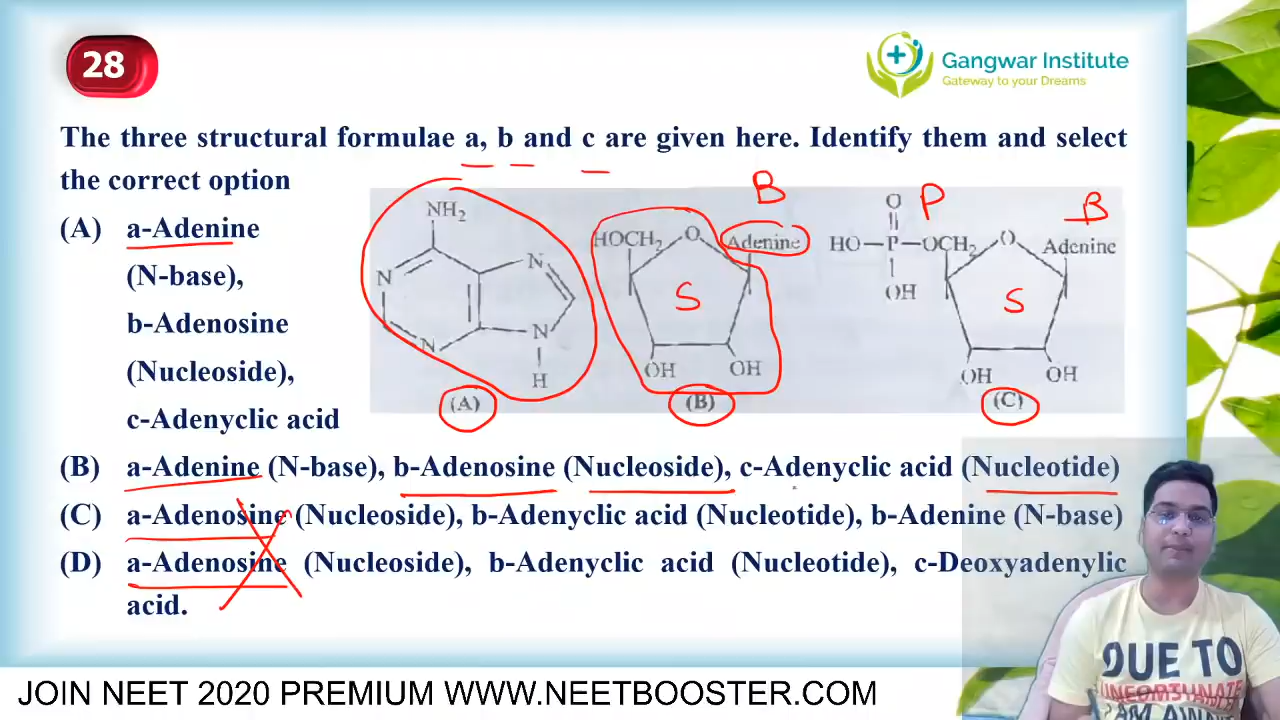 28
Gangwar Institute
Gateway to your Dreams
The three structural formulae a, b and c are given here. Identify them and select
the correct option
(A) a-Adenine
(N-base),
b-Adenosine
(Nucleoside),
c-Adenyclic acid
NH2
N
N
N
N
H
(A)
B
HOCH2
O
Adenine
S
OH
OH
(B)
O
P
B
HO—P—OCH2
O
Adenine
OH
S
OH
OH
(C)
(B) a-Adenine (N-base), b-Adenosine (Nucleoside), c-Adenyclic acid (Nucleotide)
(C) a-Adenosine (Nucleoside), b-Adenyclic acid (Nucleotide), b-Adenine (N-base)
(D) a-Adenosine (Nucleoside), b-Adenyclic acid (Nucleotide), c-Deoxyadenylic
acid.
DUE TO
JOIN NEET 2020 PREMIUM WWW.NEETBOOSTER.COM